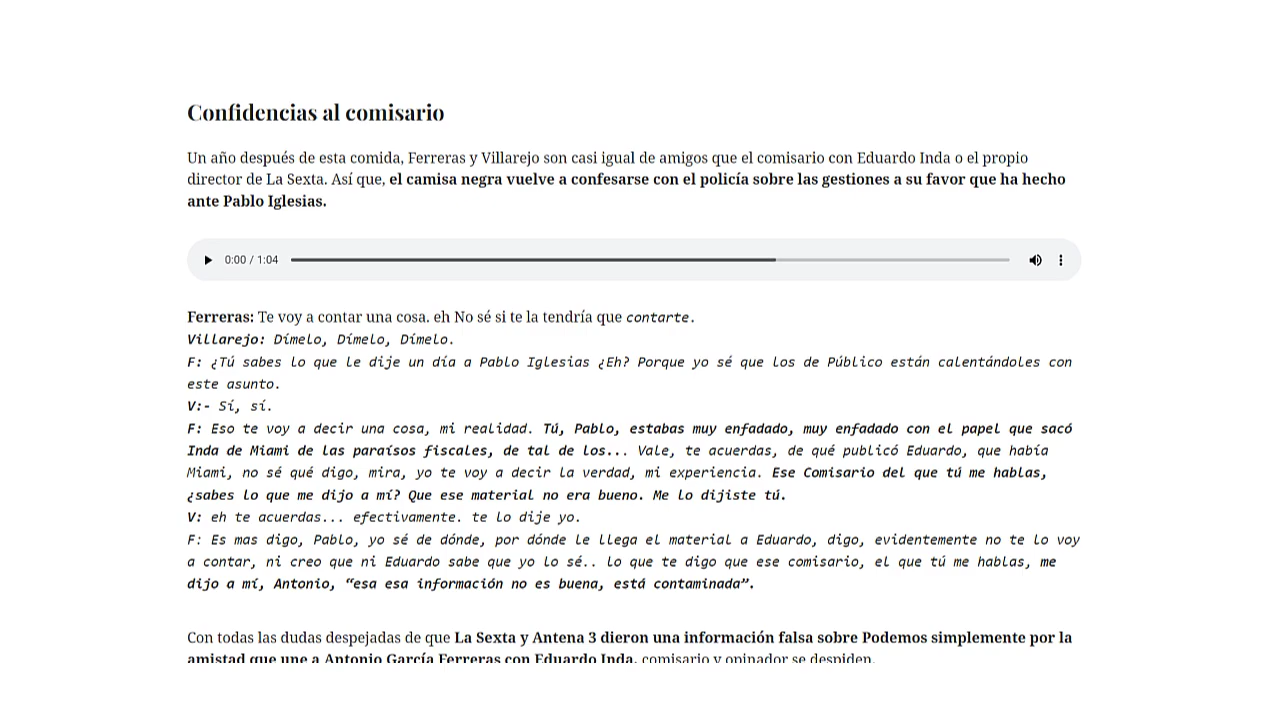 Confidencias al comisario
Un año después de esta comida, Ferreras y Villarejo son casi igual de amigos que el comisario con Eduardo Inda o el propio
director de La Sexta. Así que, el camisa negra vuelve a confesarse con el policía sobre las gestiones a su favor que ha hecho
ante Pablo Iglesias.
0:00 / 1:04
Ferreras: Te voy a contar una cosa. eh No sé si te la tendría que contarte.
Villarejo: Dímelo, Dímelo, Dímelo.
F: ¿Tú sabes lo que le dije un día a Pablo Iglesias ¿Eh? Porque yo sé que los de Público están calentándoles con
este asunto.
V:- Sí, sí.
F: Eso te voy a decir una cosa, mi realidad. Tú, Pablo, estabas muy enfadado, muy enfadado con el papel que sacó
Inda de Miami de las paraísos fiscales, de tal de los... Vale, te acuerdas, de qué publicó Eduardo, que había
Miami, no sé qué digo, mira, yo te voy a decir la verdad, mi experiencia. Ese Comisario del que tú me hablas,
¿sabes lo que me dijo a mí? Que ese material no era bueno. Me lo dijiste tú.
V: eh te acuerdas... efectivamente. te lo dije yo.
F: Es mas digo, Pablo, yo sé de dónde, por dónde le llega el material a Eduardo, digo, evidentemente no te lo voy
a contar, ni creo que ni Eduardo sabe que yo lo sé.. lo que te digo que ese comisario, el que tú me hablas, me
dijo a mí, Antonio, “esa esa información no es buena, está contaminada”.
Con todas las dudas despejadas de que La Sexta y Antena 3 dieron una información falsa sobre Podemos simplemente por la
amistad que une a Antonio García Ferreras con Eduardo Inda, comisario y opinador se despiden.